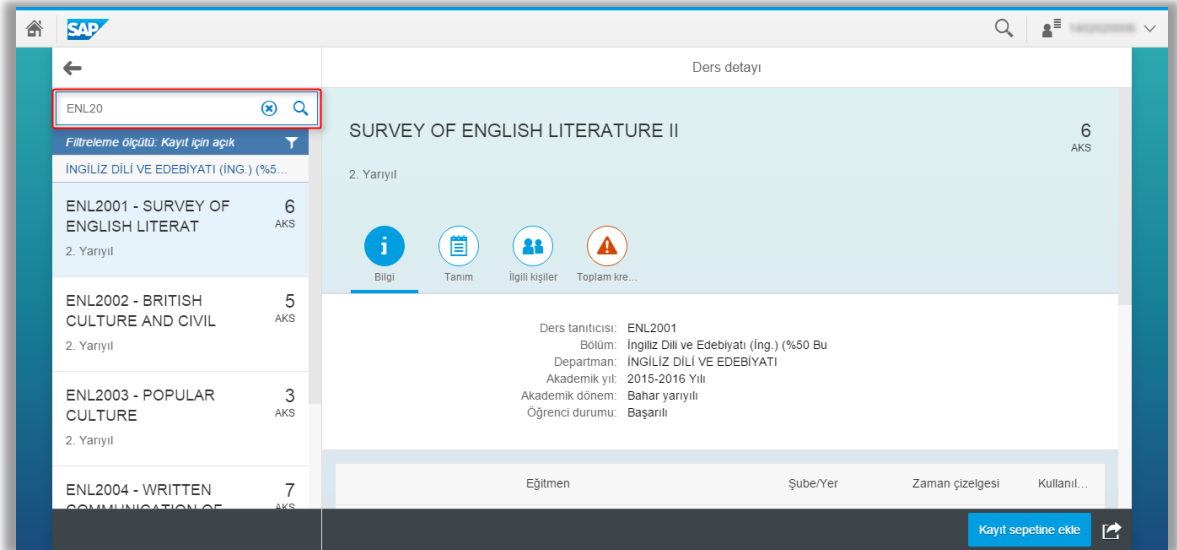 SAP
Ders detayı
ENL20
Filtreleme ölçütü: Kayıt için açık
İNGİLİZ DİLİ VE EDEBİYATI (İNG.) (%5...
ENL2001 - SURVEY OF
ENGLISH LITERAT
6
AKS
2. Yarıyıl
ENL2002 - BRITISH
CULTURE AND CIVIL
5
AKS
2. Yarıyıl
ENL2003 - POPULAR
CULTURE
3
AKS
2. Yarıyıl
ENL2004 - WRITTEN
COMMUNICATION OF
7
AKS
SURVEY OF ENGLISH LITERATURE II
6
AKS
2. Yarıyıl
Bilgi Tanım İlgili kişiler Toplam kre...
Ders tanıtıcısı: ENL2001
Bölüm: İngiliz Dili ve Edebiyatı (İng.) (%50 Bu
Departman: İNGİLİZ DİLİ VE EDEBİYATI
Akademik yıl: 2015-2016 Yılı
Akademik dönem: Bahar yarıyılı
Öğrenci durumu: Başarılı
Eğitmen Şube/Yer Zaman çizelgesi Kullanıl...
Kayıt sepetine ekle